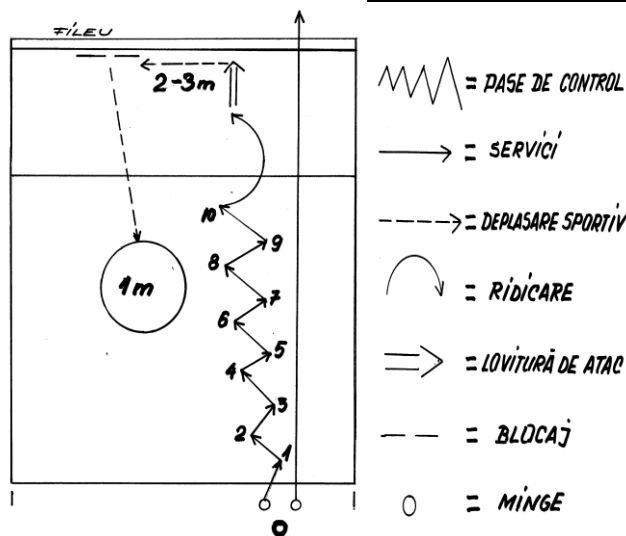 FILEU
2-3m
10
9
8
1m
7
6
5
4
3
2
1
= PASE DE CONTROL
= SERVICI
= DEPLASARE SPORTIV
= RIDICARE
= LOVITURĂ DE ATAC
= BLOCAJ
= MINGE